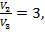 V₂/V₃ = 3,